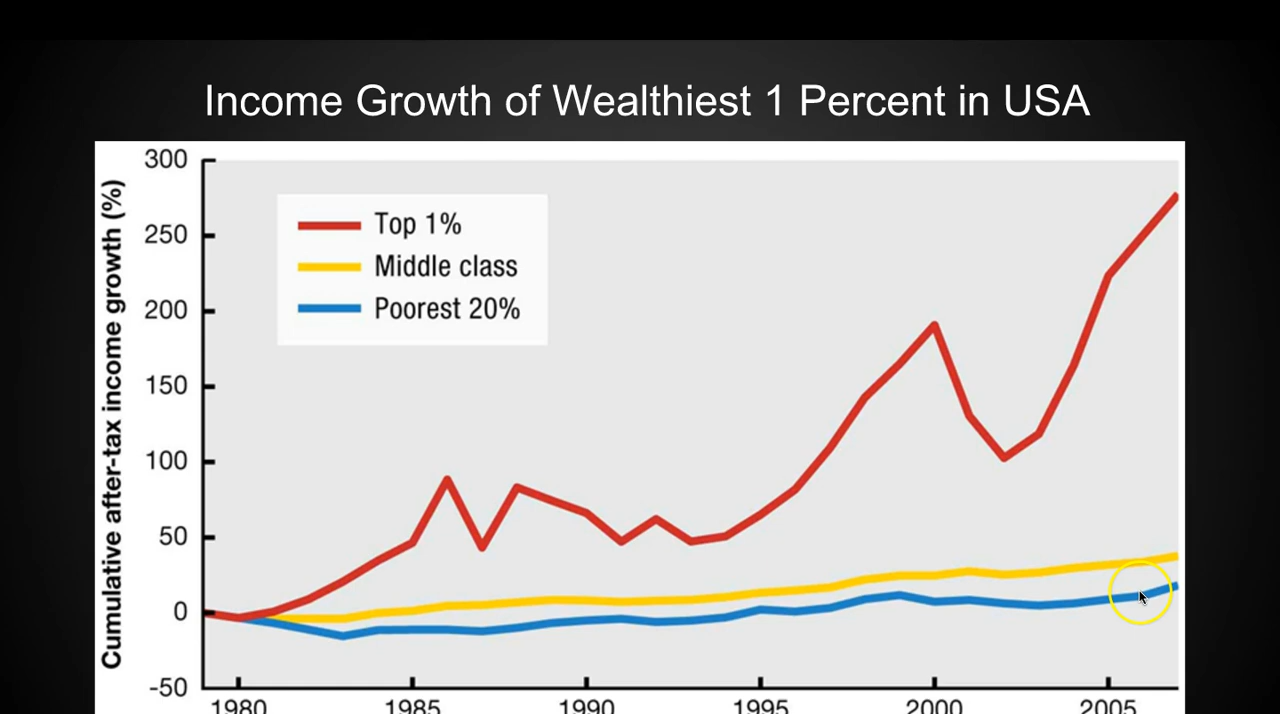 Income Growth of Wealthiest 1 Percent in USA
Cumulative after-tax income growth (%)
300
250
200
150
100
50
0
-50
Top 1%
Middle class
Poorest 20%
1980 1985 1990 1995 2000 2005